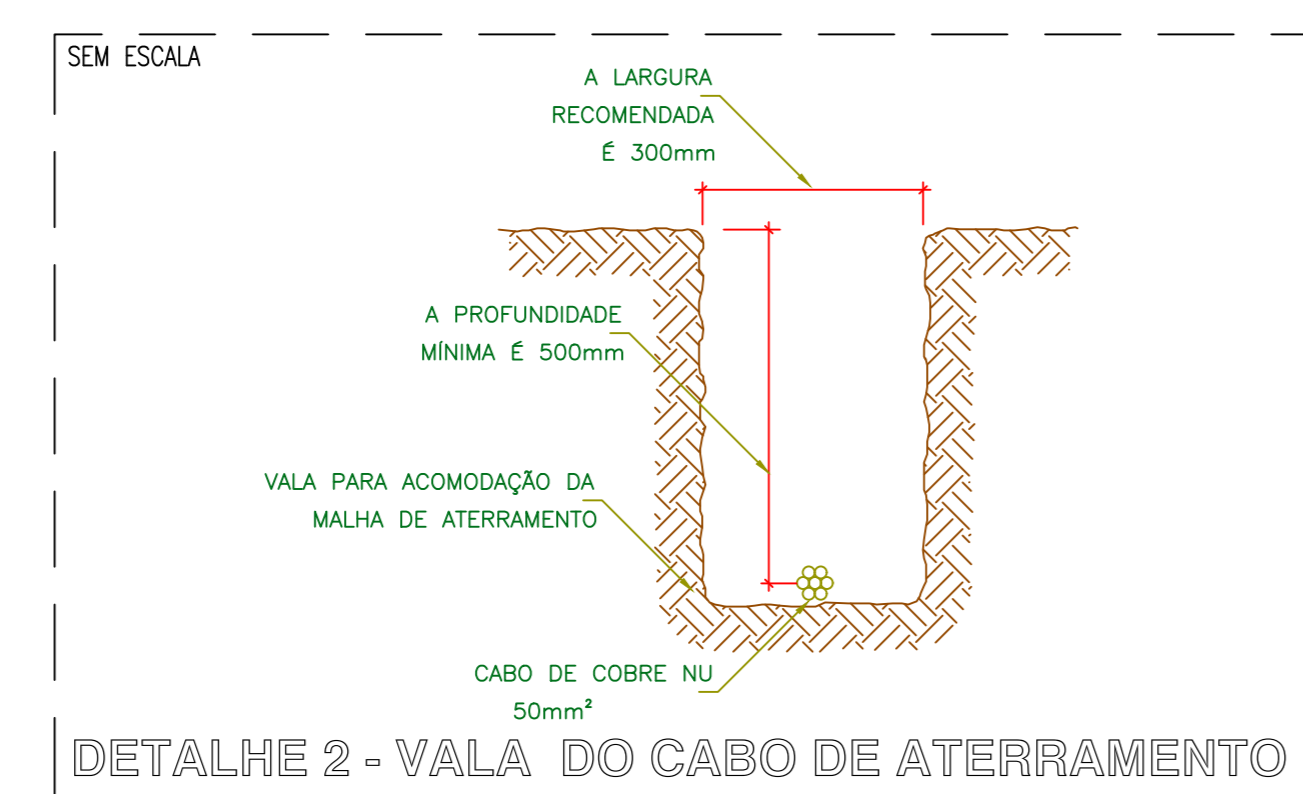 SEM ESCALA
A LARGURA
RECOMENDADA
É 300mm
A PROFUNDIDADE
MÍNIMA É 500mm
VALA PARA ACOMODAÇÃO DA
MALHA DE ATERRAMENTO
CABO DE COBRE NU
50mm²
DETALHE 2 - VALA DO CABO DE ATERRAMENTO